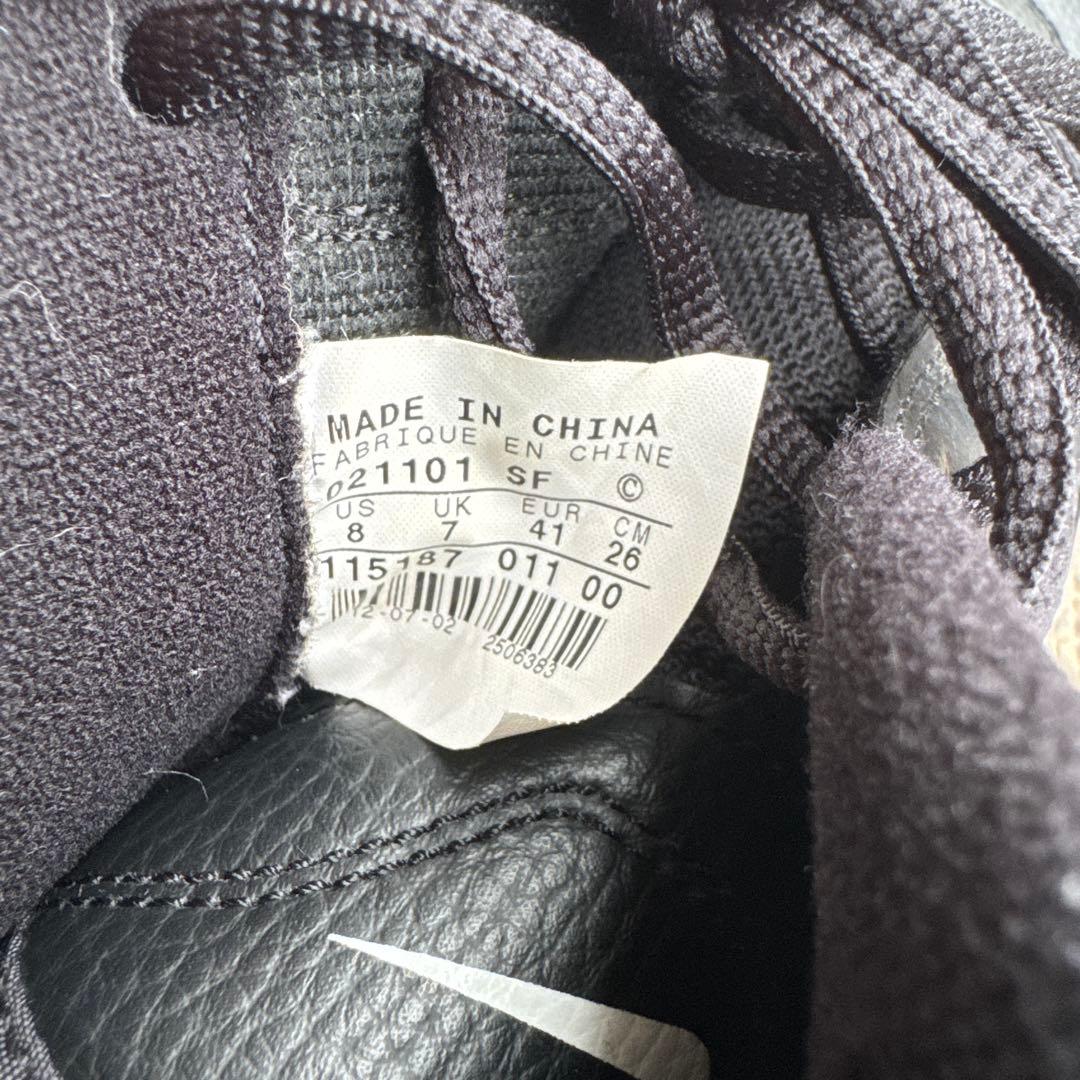 MADE IN CHINA
FABRIQUE EN CHINE
021101 SF ©
US UK EUR CM
8 7 41 26
115187 011 00
2506383